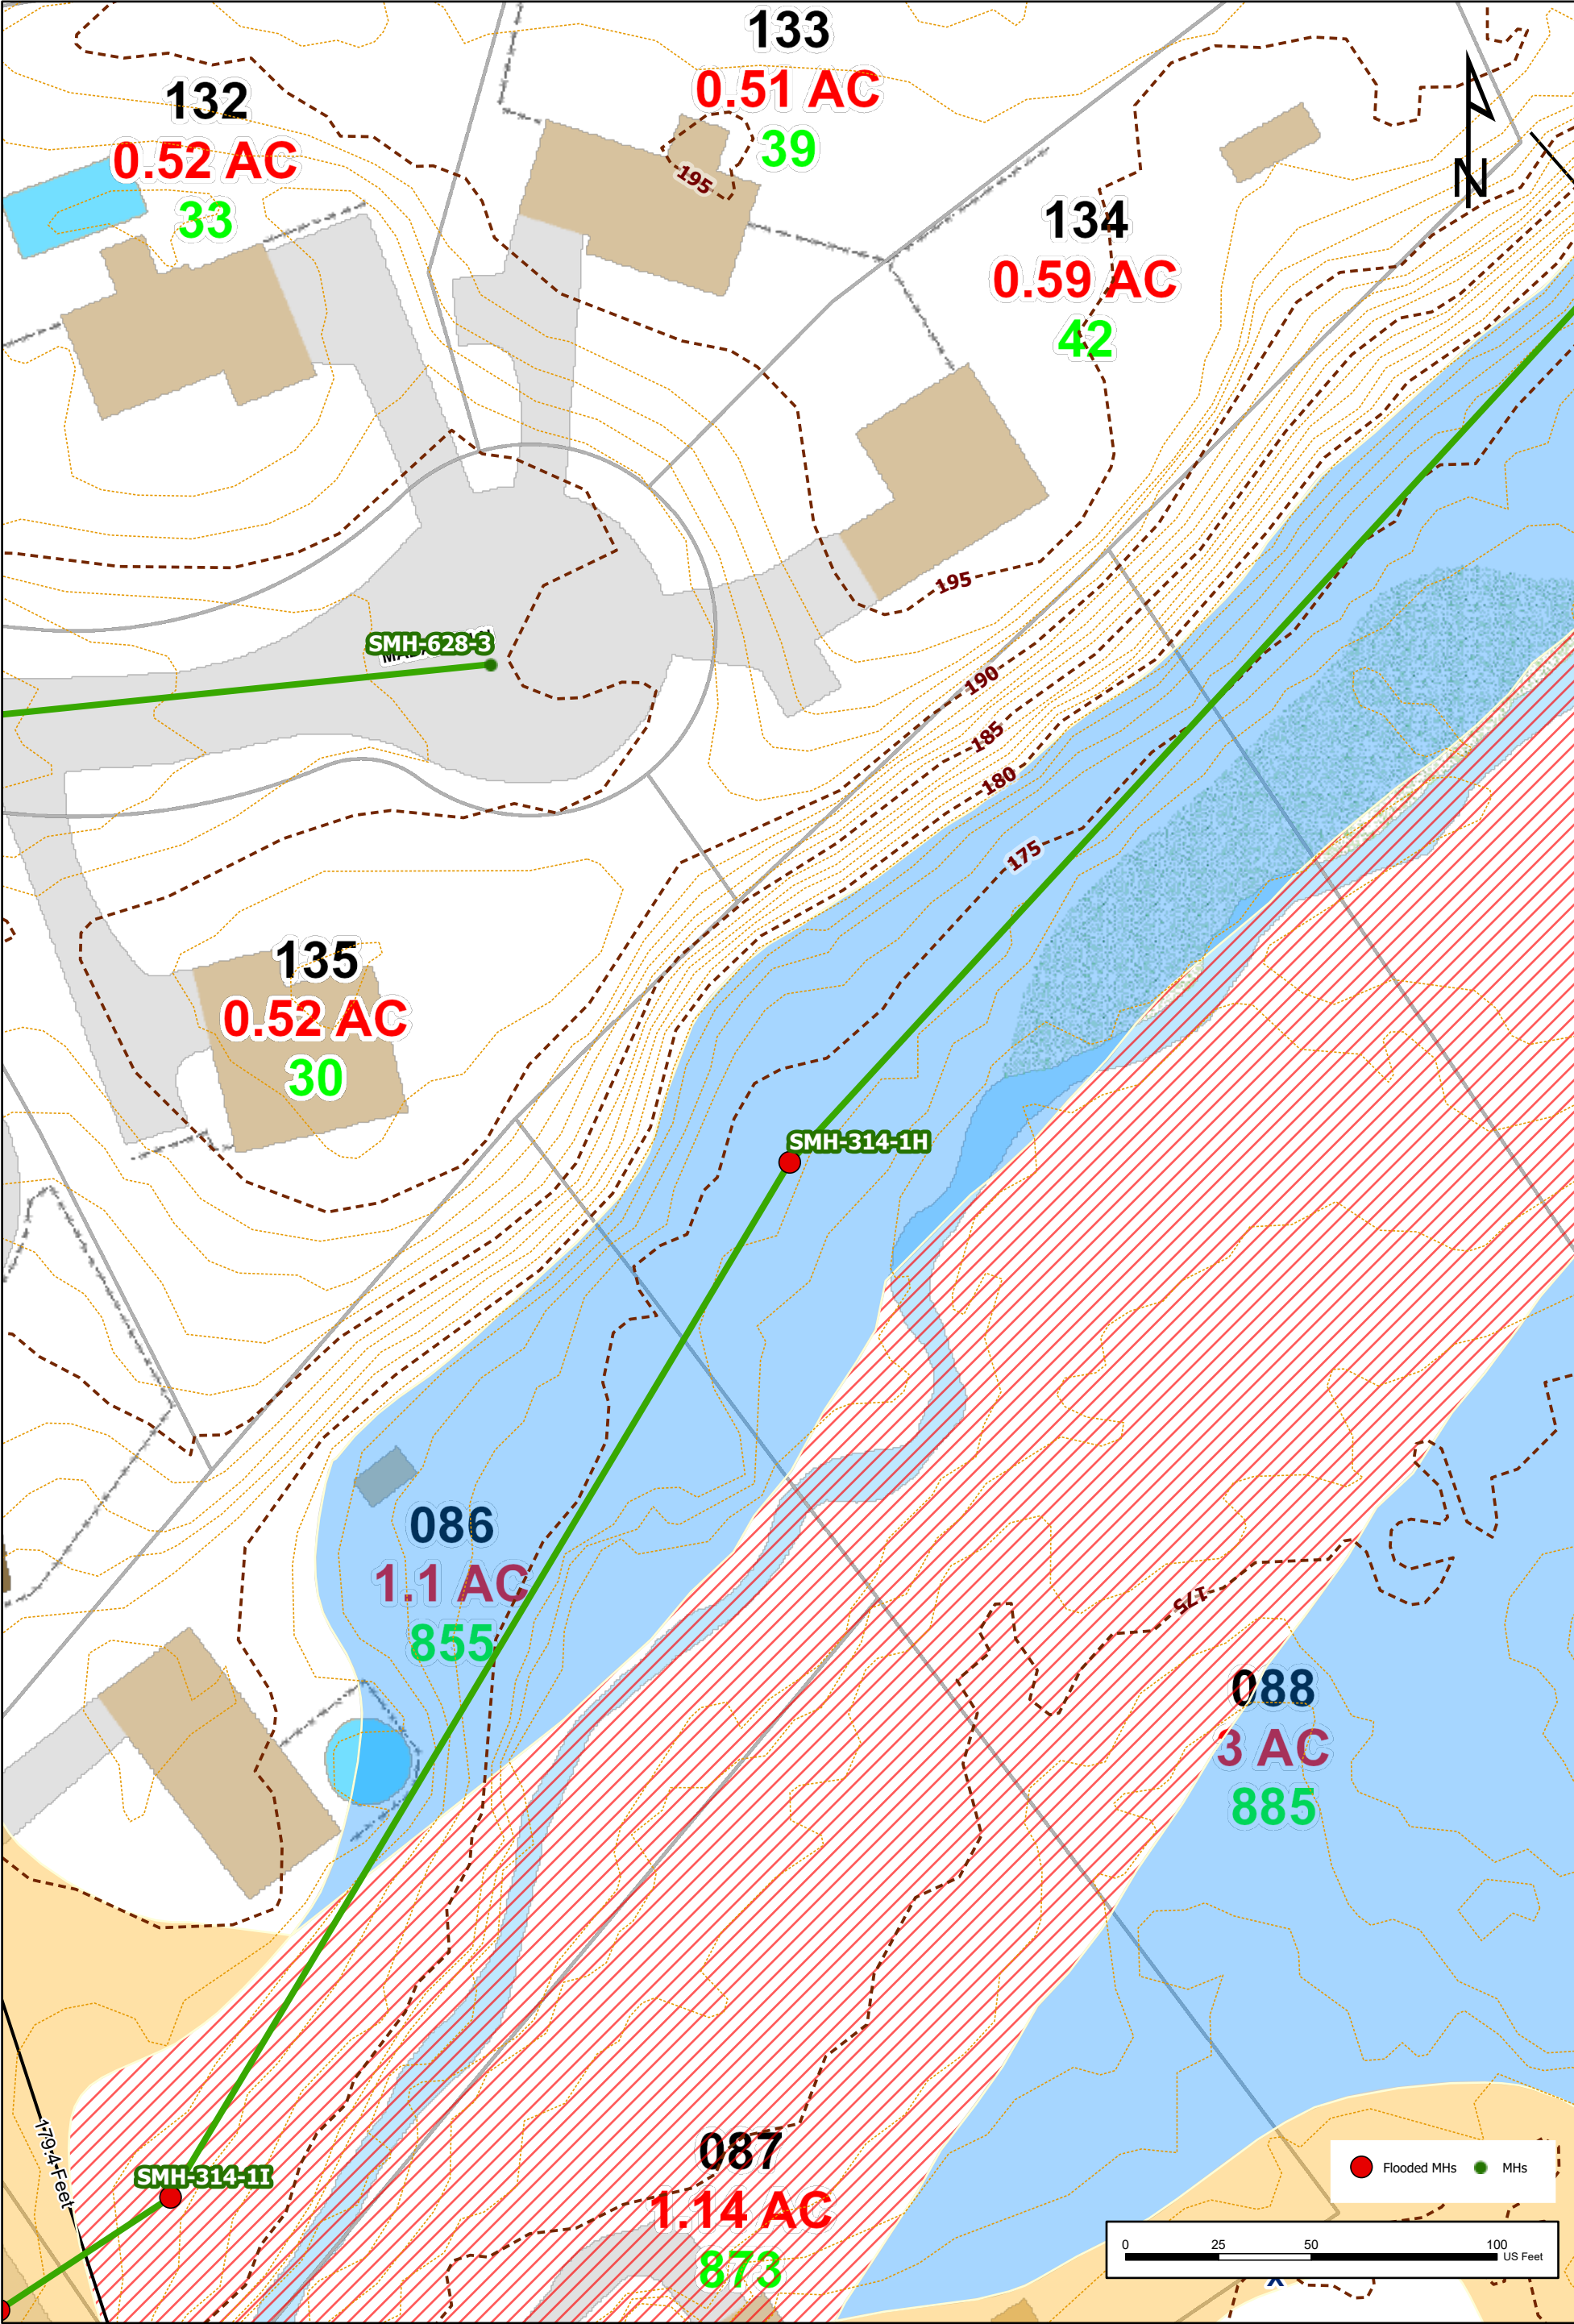 133
0.51 AC
39
132
0.52 AC
33
195
N
134
0.59 AC
42
195
SMH-628-3
190
185
180
175
135
0.52 AC
30
SMH-314-1H
086
1.1 AC
855
175
088
3 AC
885
179.4 Feet
SMH-314-1I
087
1.14 AC
873
Flooded MHs
MHs
0 25 50 100
US Feet
X